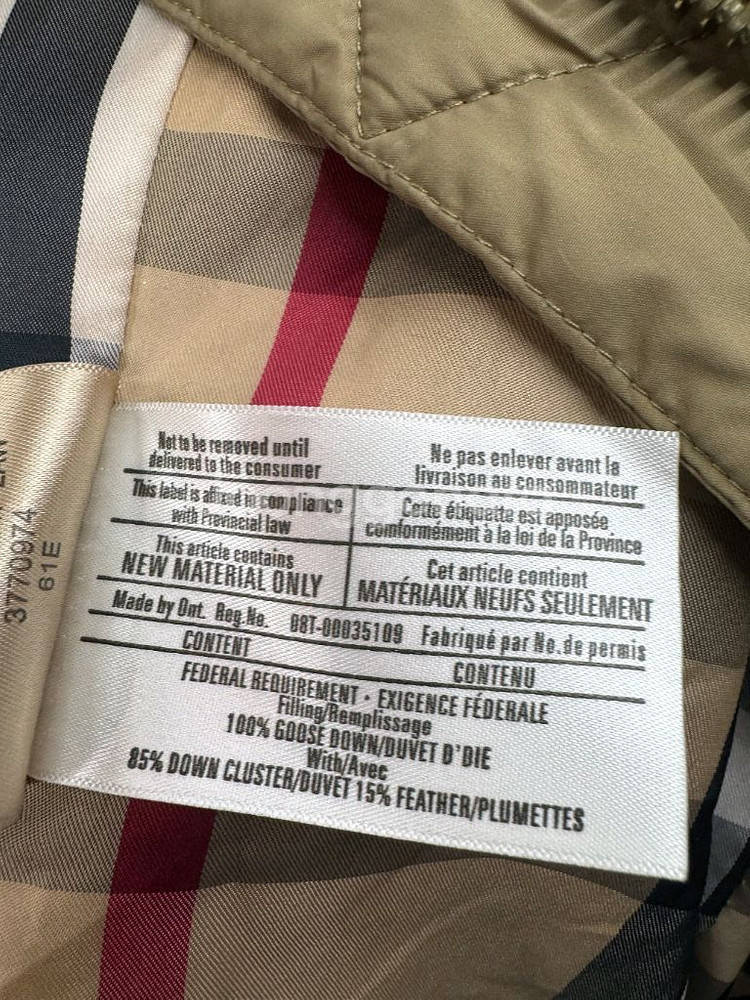 Not to be removed until
delivered to the consumer
Ne pas enlever avant la
livraison au consommateur
This label is affixed in compliance
with Provincial law
Cette étiquette est apposée
conformément à la loi de la Province
This article contains
NEW MATERIAL ONLY
Cet article contient
MATÉRIAUX NEUFS SEULEMENT
Made by Ont. Reg.No. 08T-00035109 Fabriqué par No.de permis
CONTENT
CONTENU
FEDERAL REQUIREMENT · EXIGENCE FÉDERALE
Filling/Remplissage
100% GOOSE DOWN/DUVET D'DIE
With/Avec
85% DOWN CLUSTER/DUVET 15% FEATHER/PLUMETTES
3770974
61E